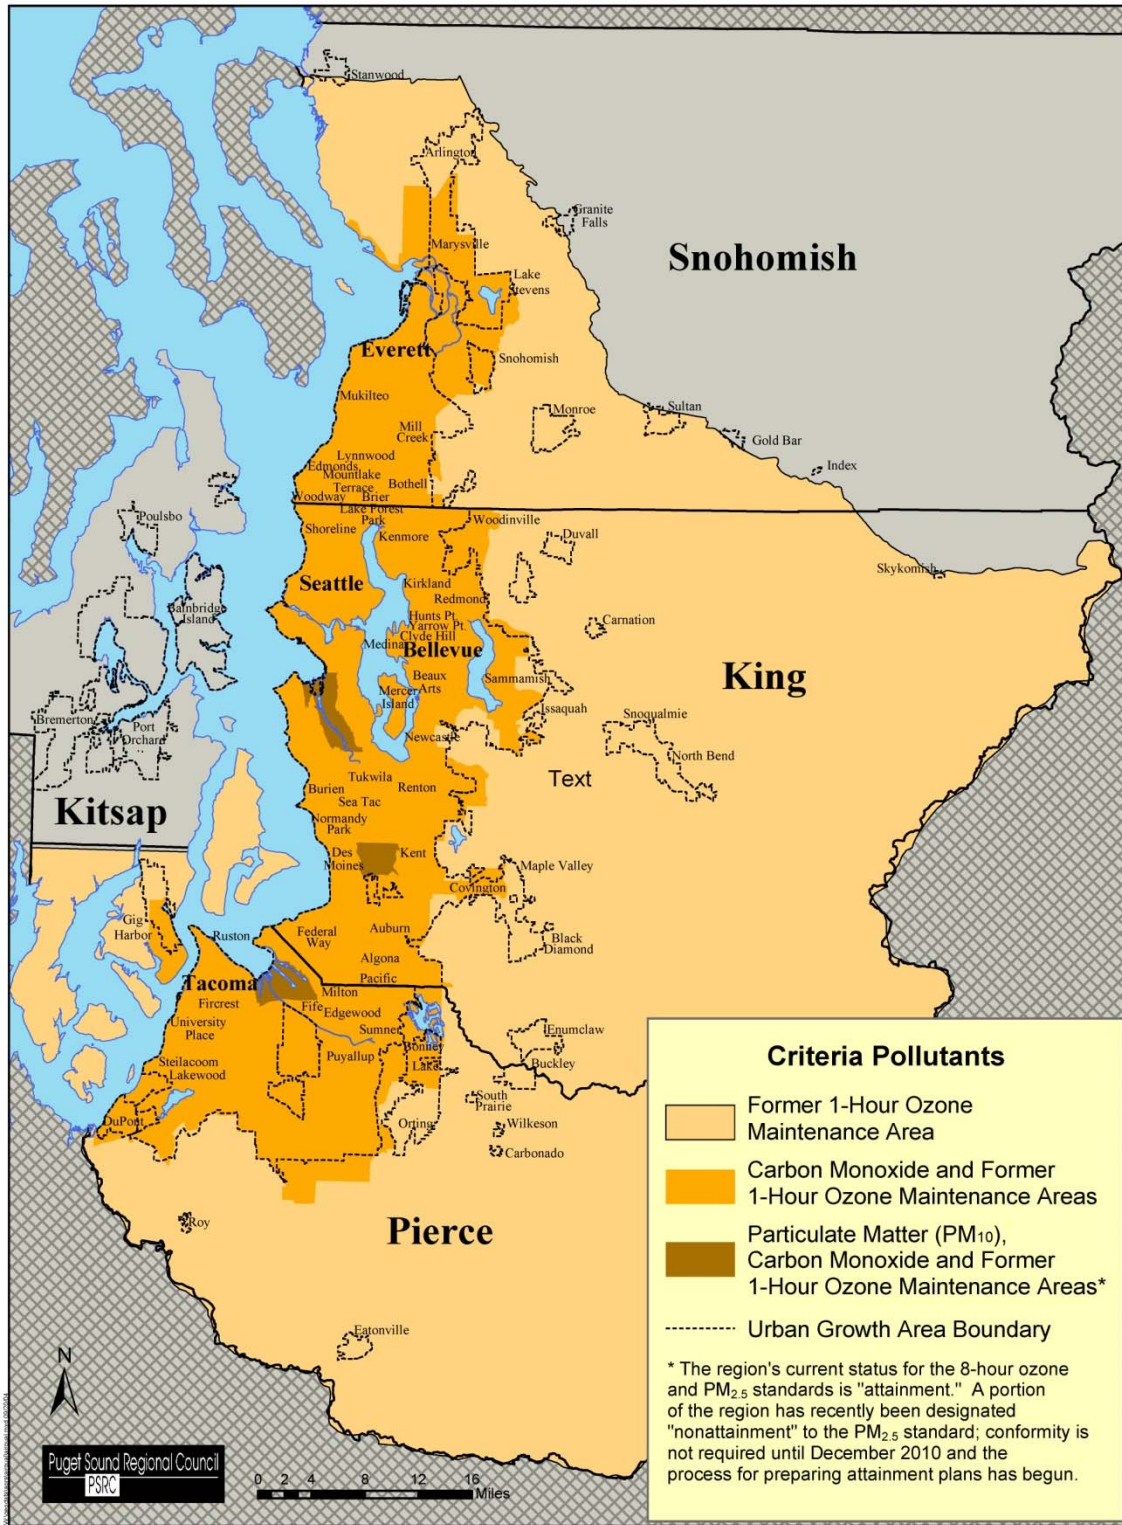 Stanwood
Arlington
Granite
Falls
Marysville
Snohomish
Lake
Stevens
Everett
Snohomish
Mukilteo
Monroe
Sultan
Mill
Creek
Gold Bar
Lynnwood
Edmonds
Index
Mountlake
Terrace
Bothell
Woodway
Brier
Lake Forest
Park
Poulsbo
Shoreline
Kenmore
Woodinville
Duvall
Seattle
Kirkland
Skykomish
Redmond
Bainbridge
Island
Hunts Pt.
Yarrow Pt.
Clyde Hill
Carnation
Medina
Bellevue
Beaux
Arts
Sammamish
King
Mercer
Island
Bremerton
Port
Orchard
Issaquah
Snoqualmie
Newcastle
North Bend
Tukwila
Text
Burien
Renton
Kitsap
Sea Tac
Normandy
Park
Des
Moines
Kent
Maple Valley
Covington
Gig
Harbor
Ruston
Federal
Way
Auburn
Black
Diamond
Algona
Tacoma
Pacific
Milton
Fircrest
Fife
Edgewood
University
Place
Sumner
Enumclaw
Puyallup
Bonney
Lake
Buckley
Steilacoom
Lakewood
South
Prairie
DuPont
Orting
Wilkeson
Carbonado
Roy
Pierce
Eatonville
Criteria Pollutants
Former 1-Hour Ozone
Maintenance Area
Carbon Monoxide and Former
1-Hour Ozone Maintenance Areas
Particulate Matter (PM10),
Carbon Monoxide and Former
1-Hour Ozone Maintenance Areas*
Urban Growth Area Boundary
* The region's current status for the 8-hour ozone
and PM2.5 standards is "attainment." A portion
of the region has recently been designated
"nonattainment" to the PM2.5 standard; conformity is
not required until December 2010 and the
process for preparing attainment plans has begun.
N
Puget Sound Regional Council
PSRC
0 2 4 8 12 16
Miles